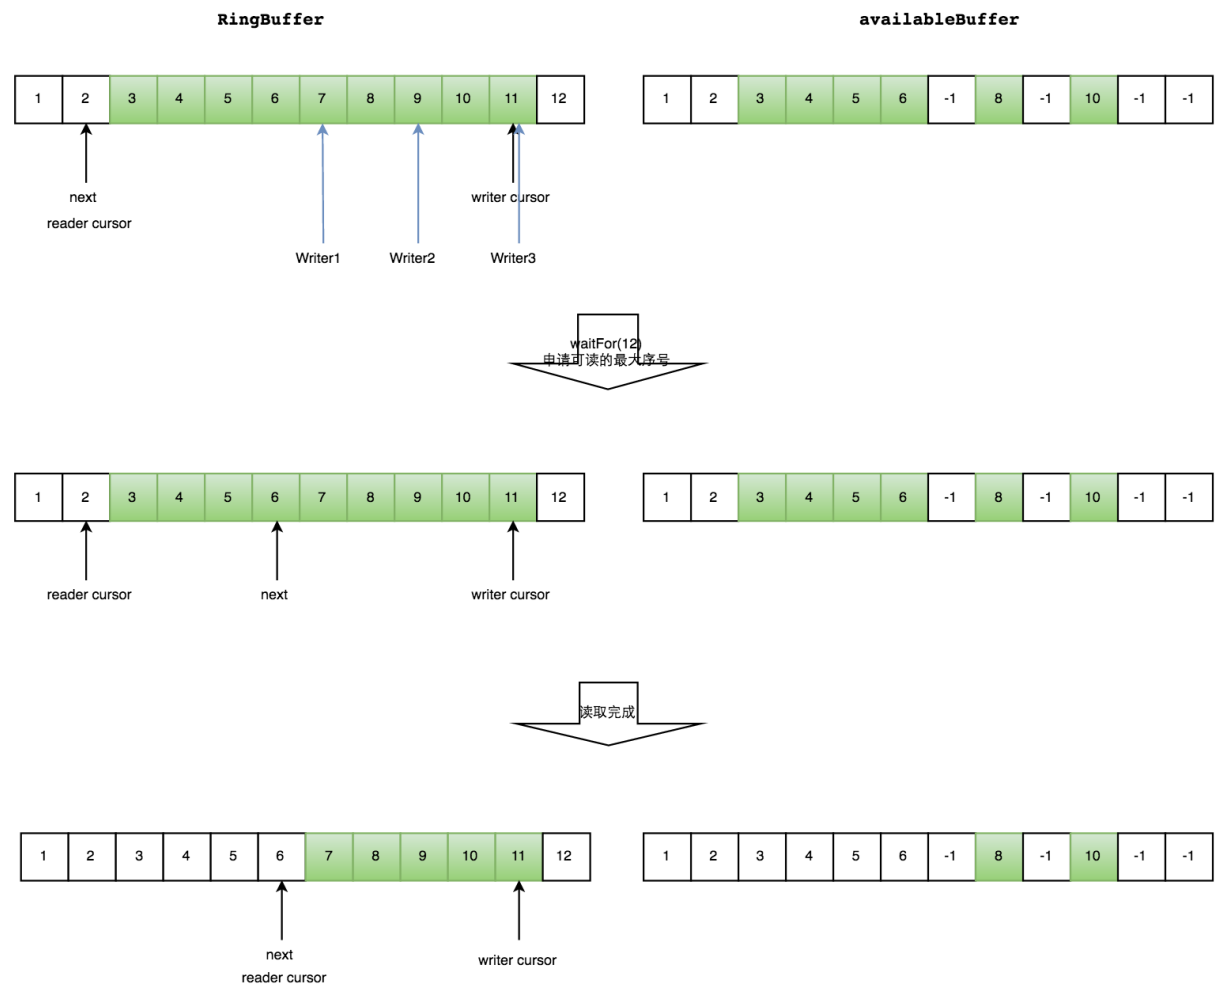 RingBuffer availableBuffer
1 2 3 4 5 6 7 8 9 10 11 12 1 2 3 4 5 6 -1 8 -1 10 -1 -1
next writer cursor
reader cursor
Writer1 Writer2 Writer3
waitFor(12)
申请可读的最大序号
1 2 3 4 5 6 7 8 9 10 11 12 1 2 3 4 5 6 -1 8 -1 10 -1 -1
reader cursor next writer cursor
读取完成
1 2 3 4 5 6 7 8 9 10 11 12 1 2 3 4 5 6 -1 8 -1 10 -1 -1
next writer cursor
reader cursor